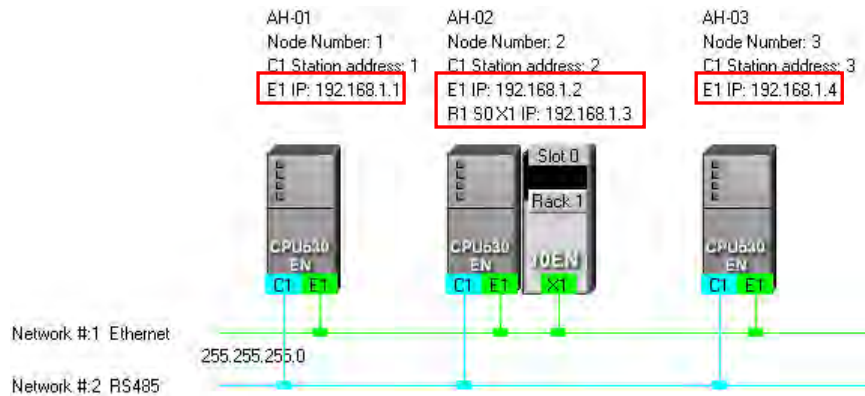 AH-01
Node Number: 1
C1 Station address: 1
E1 IP: 192.168.1.1
AH-02
Node Number: 2
C1 Station address: 2
E1 IP: 192.168.1.2
R1 S0 X1 IP: 192.168.1.3
AH-03
Node Number: 3
C1 Station address: 3
E1 IP: 192.168.1.4
CPU530
EN
C1 E1
CPU530
EN
C1 E1
Slot 0
Rack 1
10EN
X1
CPU530
EN
C1 E1
Network #:1 Ethernet
255.255.255.0
Network #:2 RS485